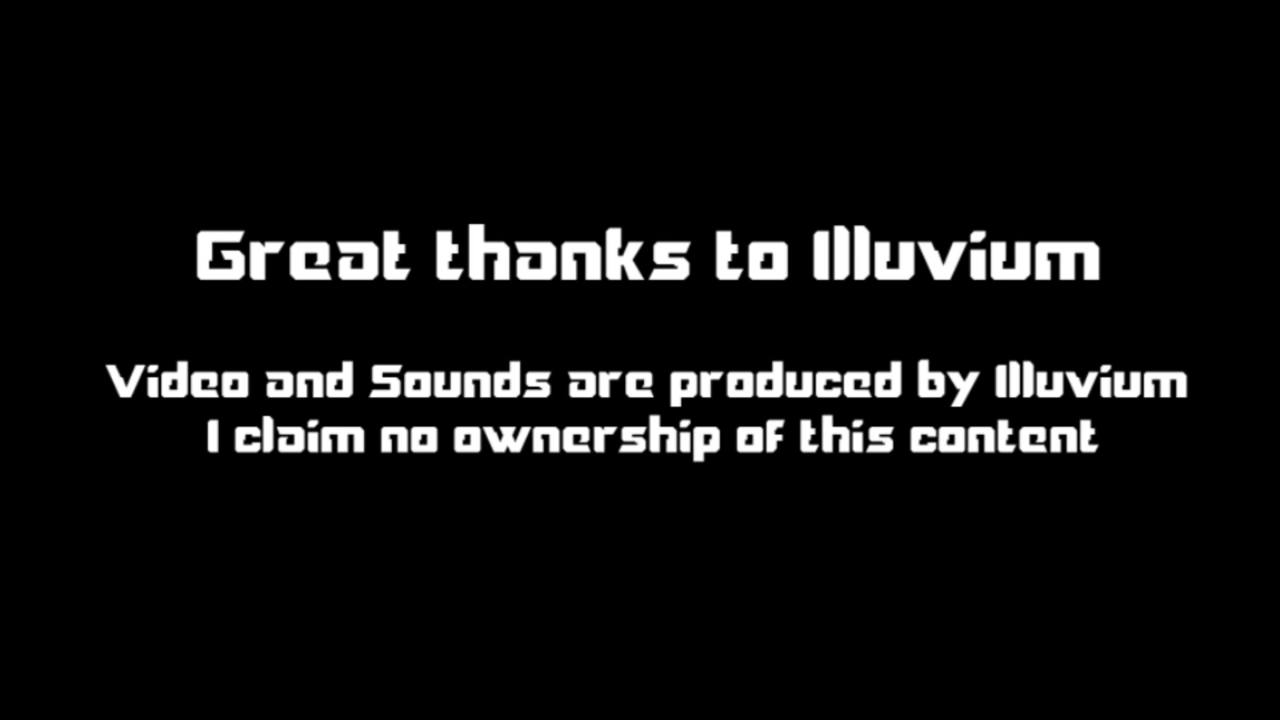 Great thanks to Illuvium
Video and Sounds are produced by Illuvium
I claim no ownership of this content